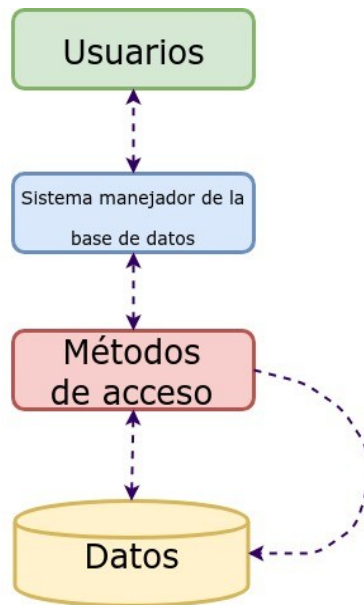 Usuarios
Sistema manejador de la
base de datos
Métodos
de acceso
Datos